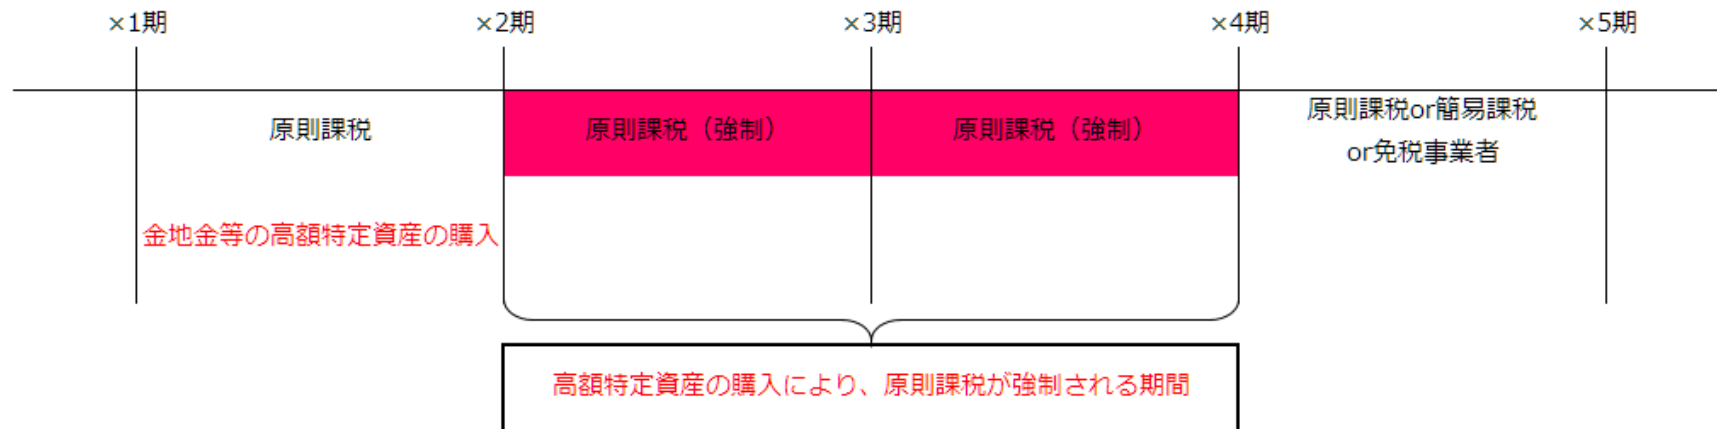 ×1期
×2期
×3期
×4期
×5期
原則課税
原則課税（強制）
原則課税（強制）
原則課税or簡易課税
or免税事業者
金地金等の高額特定資産の購入
高額特定資産の購入により、原則課税が強制される期間